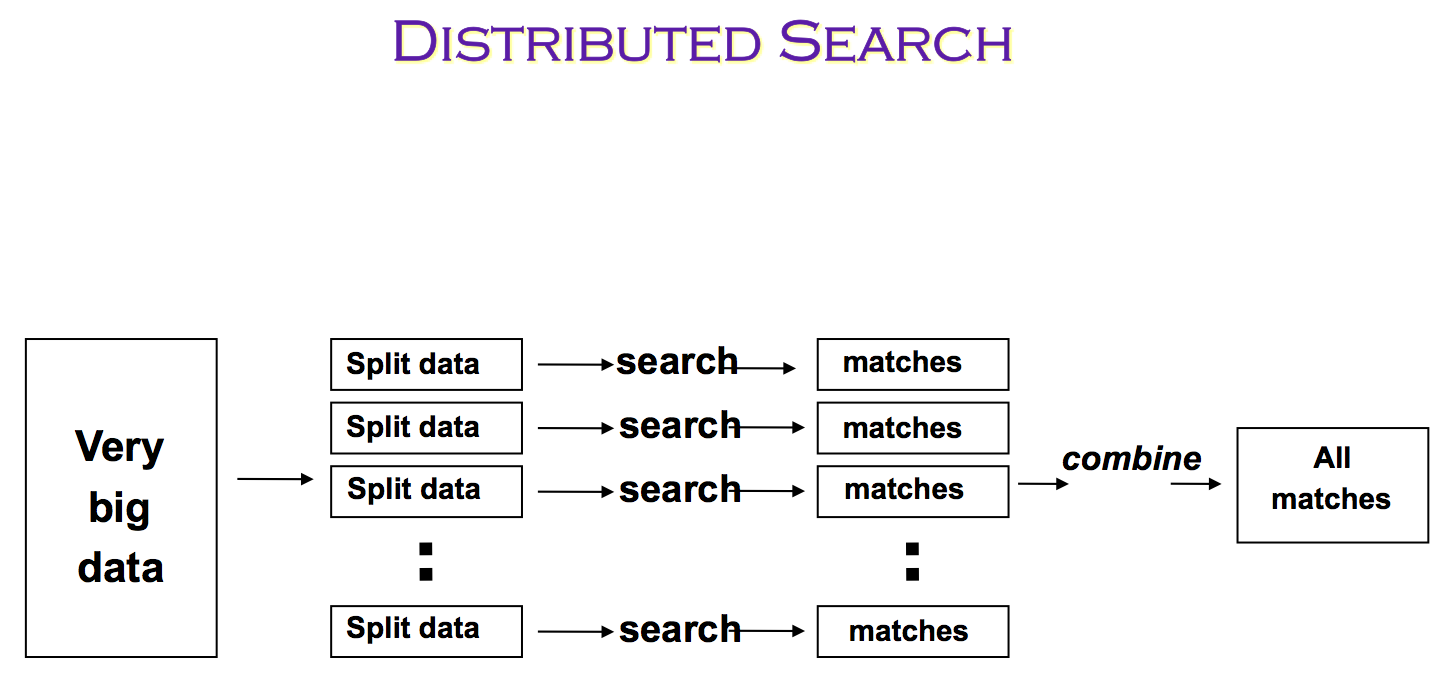 DISTRIBUTED SEARCH
Very
big
data
Split data
search
matches
Split data
search
matches
Split data
search
matches
Split data
search
matches
combine
All
matches